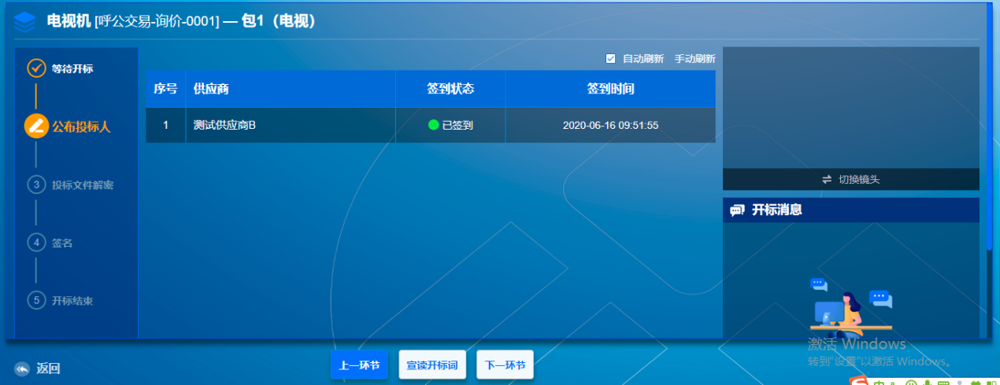 电视机 [呼公交易-询价-0001] — 包1（电视）
等待开标
公布投标人
3 投标文件解密
4 签名
5 开标结束
自动刷新 手动刷新
序号 供应商 签到状态 签到时间
1 测试供应商B 已签到 2020-06-16 09:51:55
切换镜头
开标消息
激活 Windows
转到"设置"以激活 Windows。
返回
上一环节 宣读开标词 下一环节